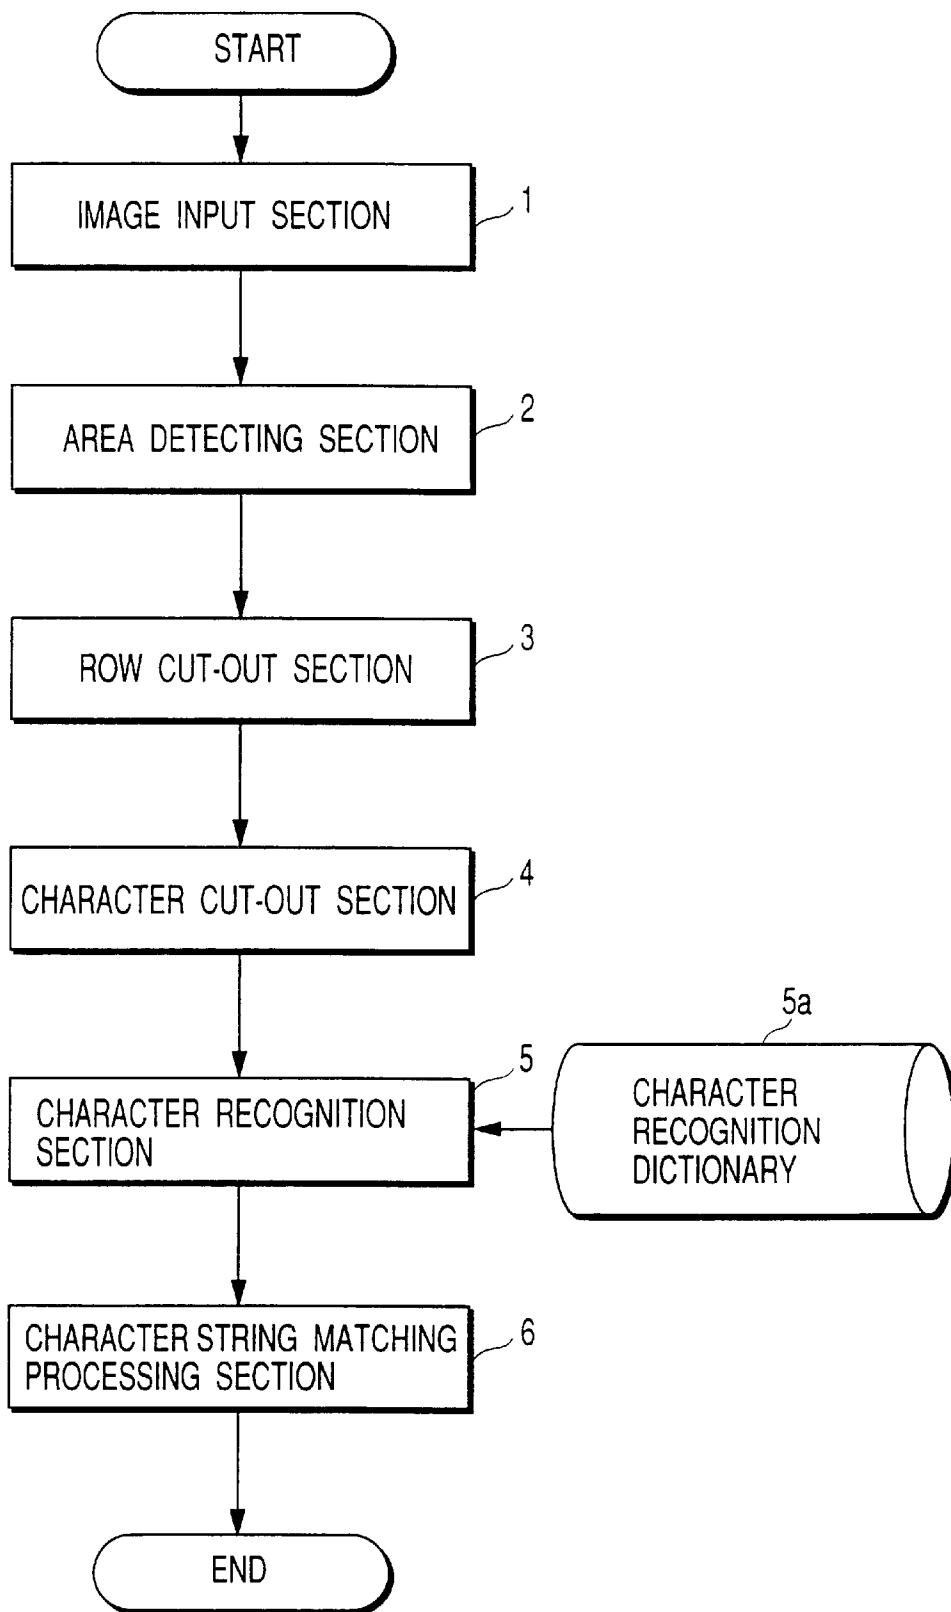 START
IMAGE INPUT SECTION
1
AREA DETECTING SECTION
2
ROW CUT-OUT SECTION
3
CHARACTER CUT-OUT SECTION
4
CHARACTER RECOGNITION
SECTION
5
CHARACTER
RECOGNITION
DICTIONARY
5a
CHARACTER STRING MATCHING
PROCESSING SECTION
6
END